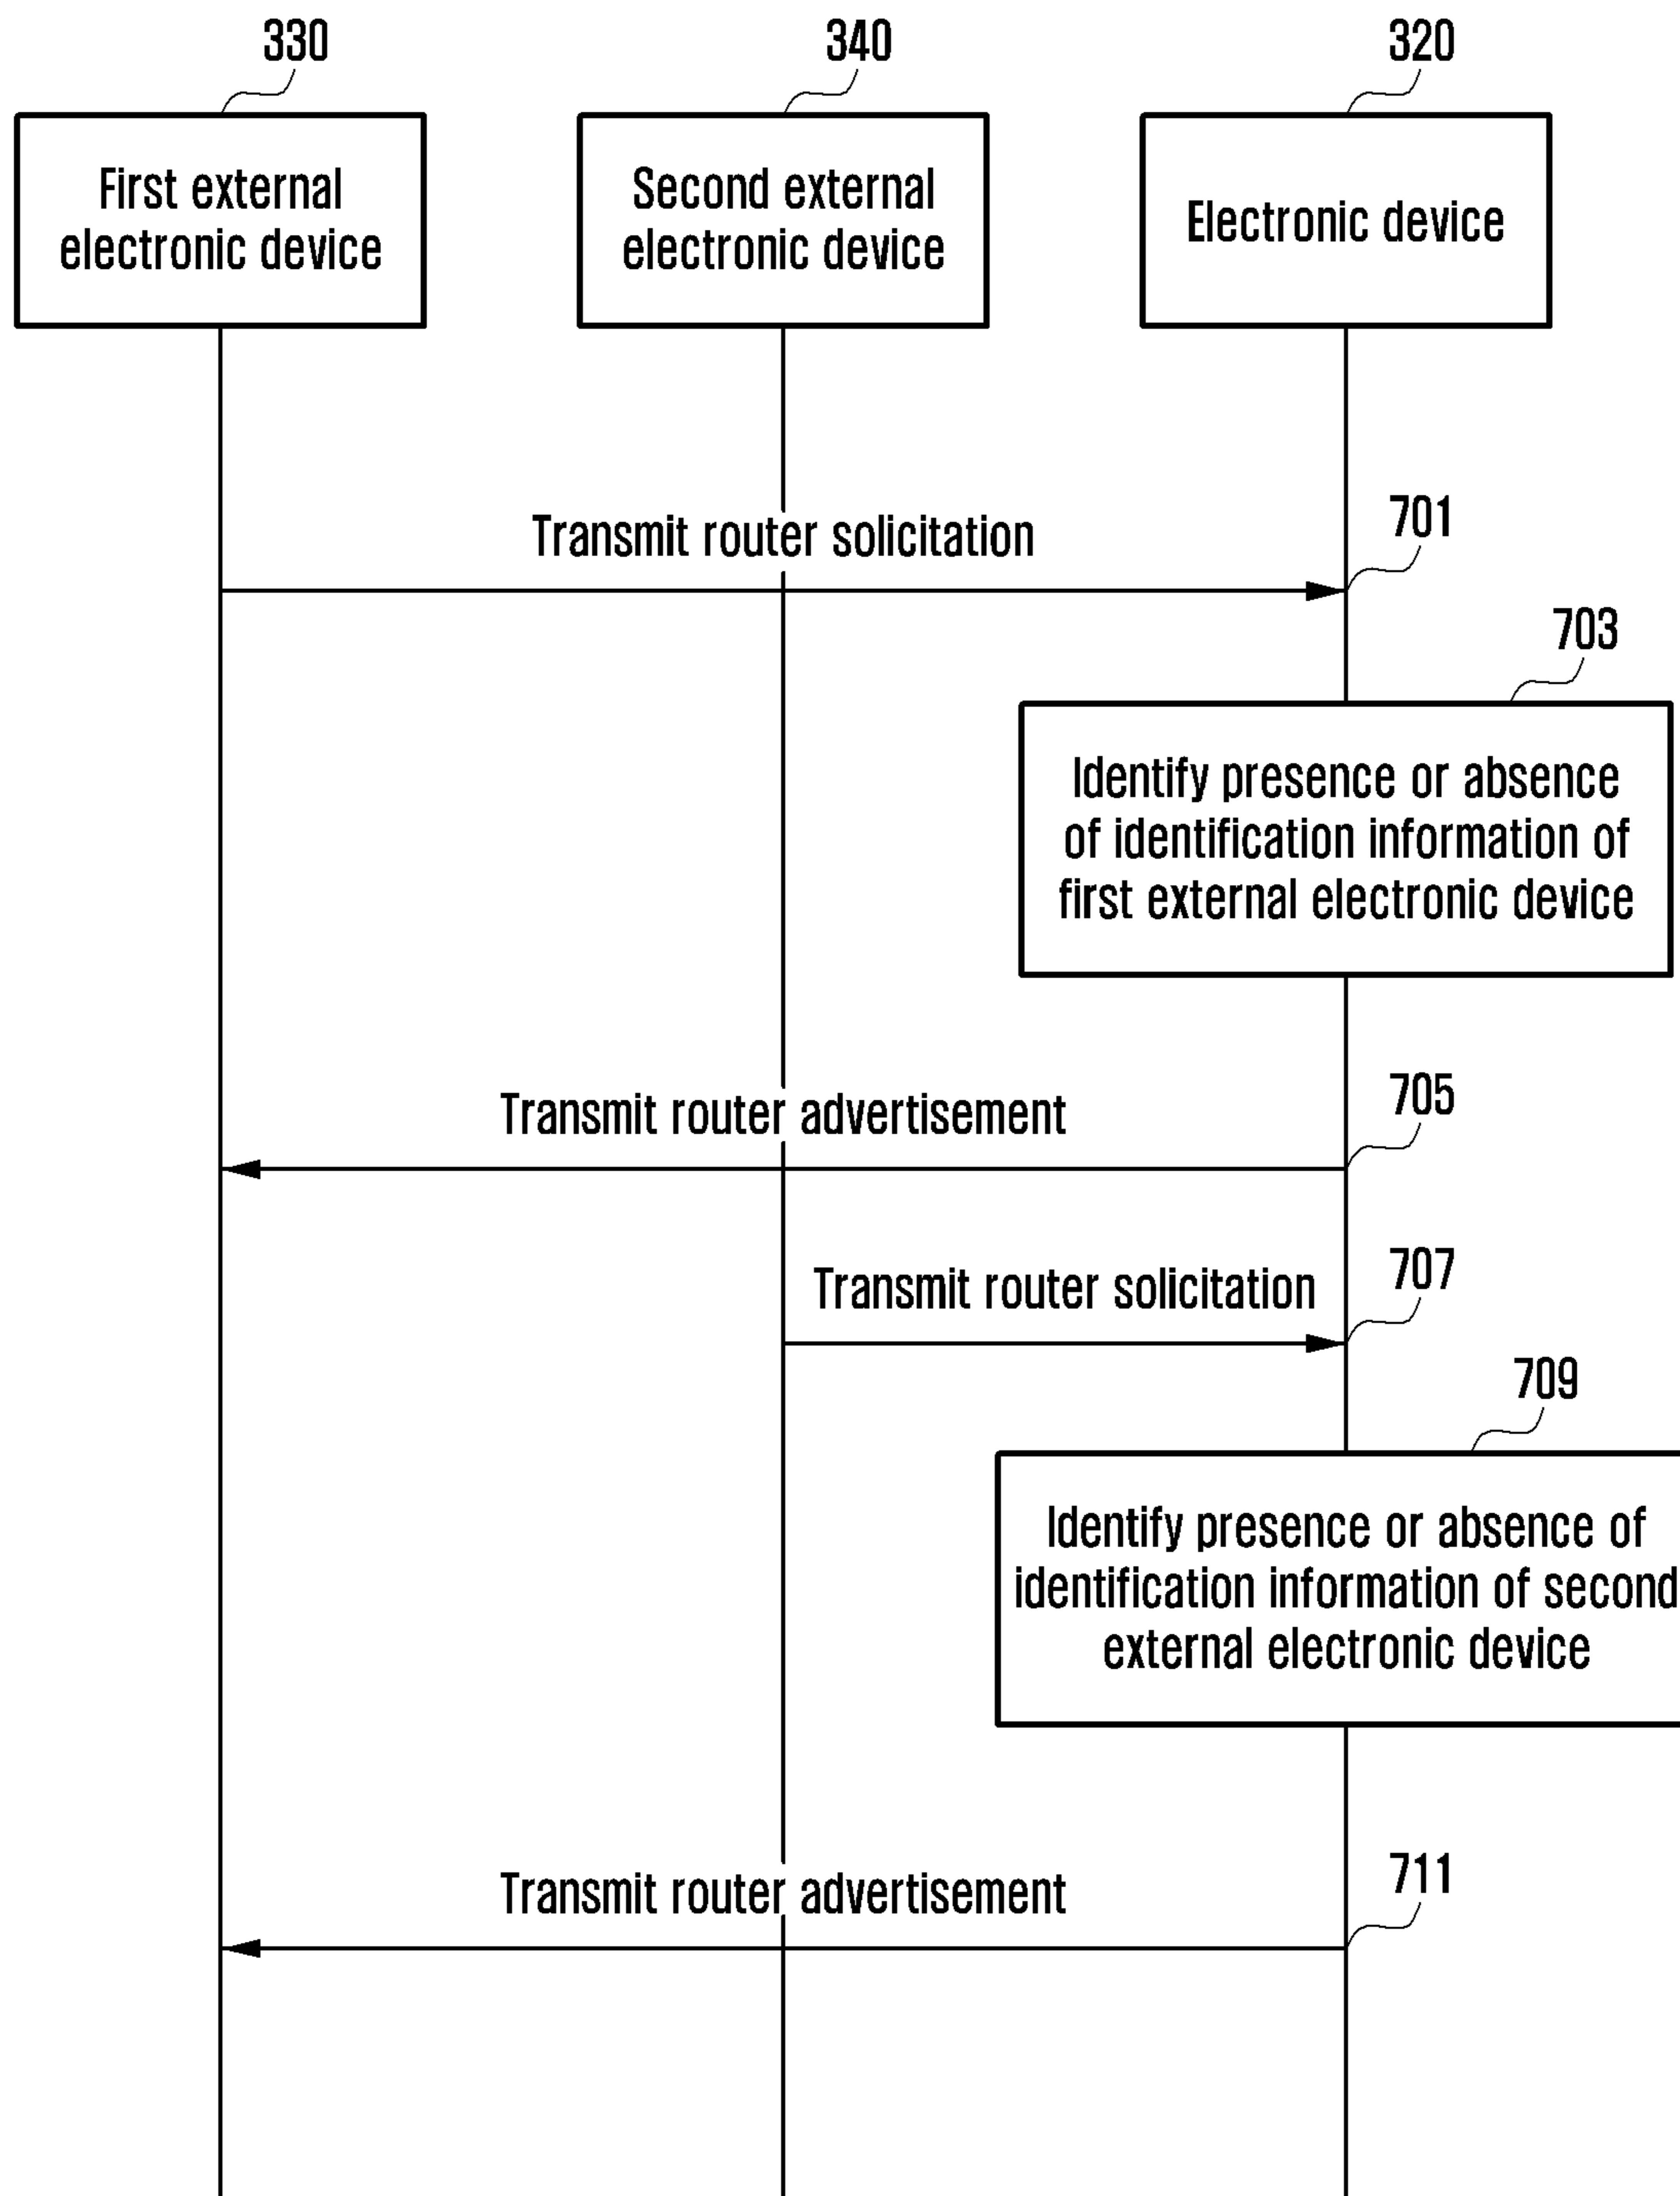 330
340
320
First external
electronic device
Second external
electronic device
Electronic device
Transmit router solicitation
701
703
Identify presence or absence
of identification information of
first external electronic device
Transmit router advertisement
705
Transmit router solicitation
707
709
Identify presence or absence of
identification information of second
external electronic device
Transmit router advertisement
711